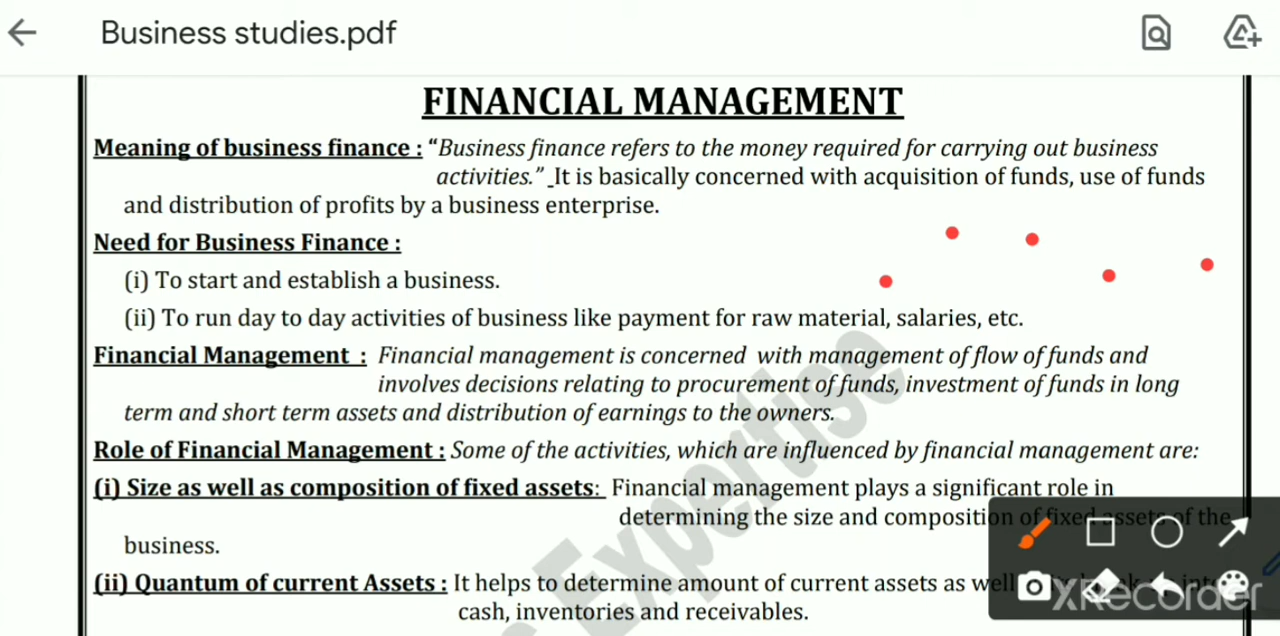 Business studies.pdf
FINANCIAL MANAGEMENT
Meaning of business finance : “Business finance refers to the money required for carrying out business
activities.” It is basically concerned with acquisition of funds, use of funds
and distribution of profits by a business enterprise.
Need for Business Finance :
(i) To start and establish a business.
(ii) To run day to day activities of business like payment for raw material, salaries, etc.
Financial Management : Financial management is concerned with management of flow of funds and
involves decisions relating to procurement of funds, investment of funds in long
term and short term assets and distribution of earnings to the owners.
Role of Financial Management : Some of the activities, which are influenced by financial management are:
(i) Size as well as composition of fixed assets: Financial management plays a significant role in
determining the size and composition of fixed assets of the
business.
(ii) Quantum of current Assets : It helps to determine amount of current assets as well
cash, inventories and receivables.
Expertise
XRecorder